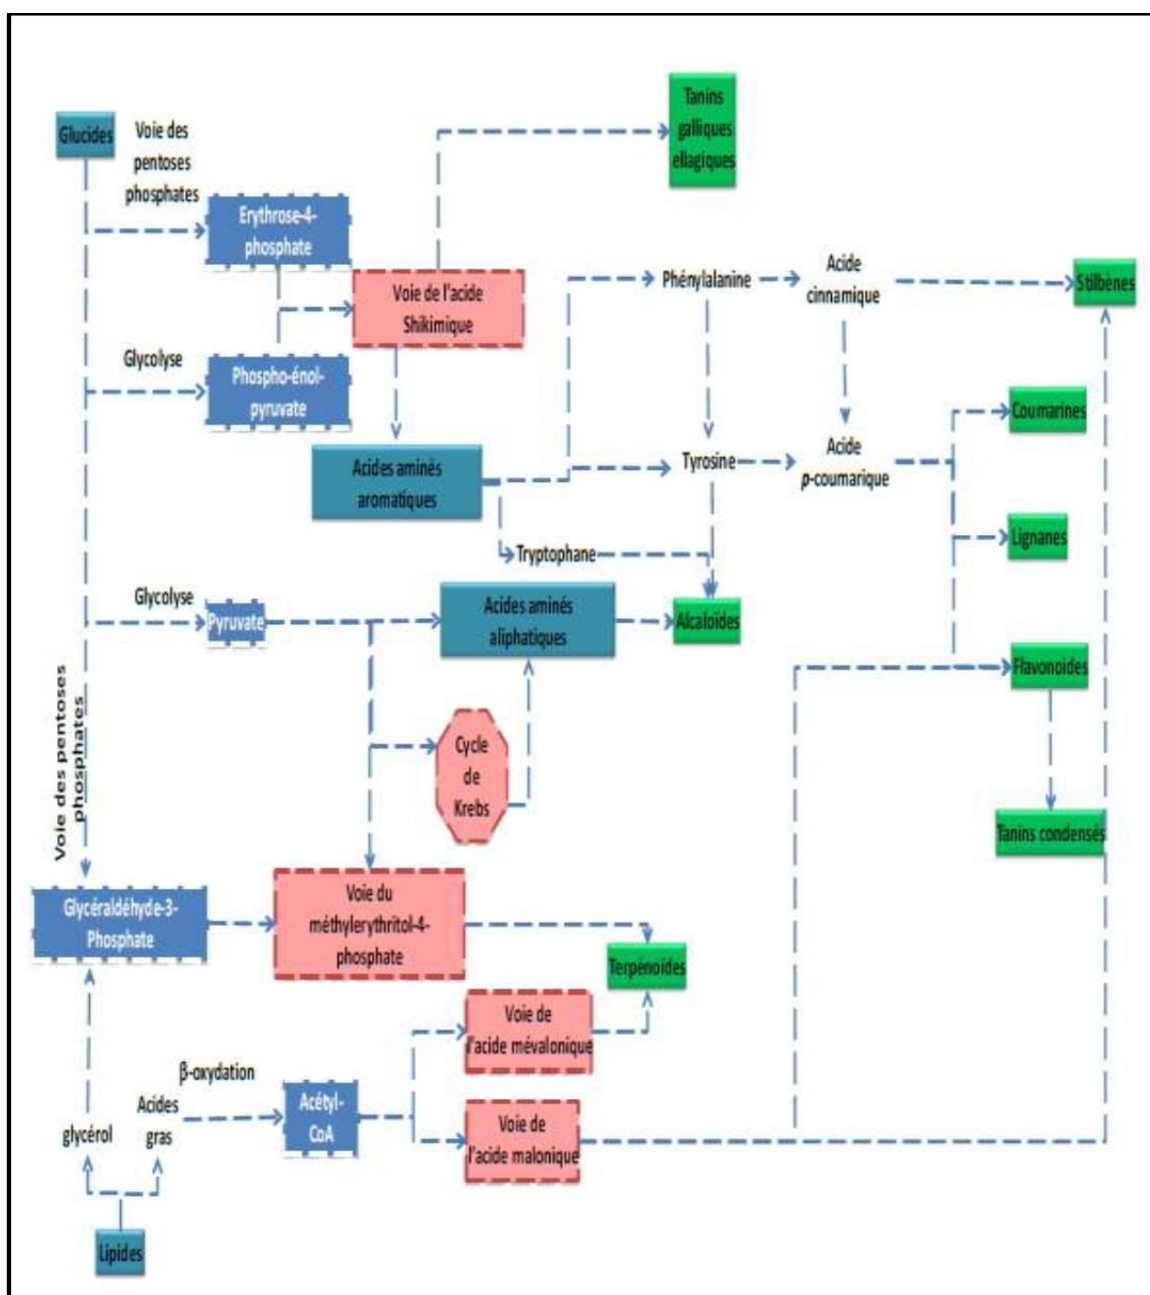 Tanins
galliques
ellagiques
Glucides
Voie des
pentoses
phosphates
Erythrose-4-
phosphate
Voie de l'acide
Shikimique
Phénylalanine
Acide
cinnamique
Stilbènes
Glycolyse
Phospho-énol-
pyruvate
Coumarines
Acides aminés
aromatiques
Tyrosine
Acide
p-coumarique
Lignanes
Tryptophane
Glycolyse
Pyruvate
Acides aminés
aliphatiques
Alcaloïdes
Flavonoides
Voie des pentoses
phosphates
Cycle
de
Krebs
Tanins condensés
Glycéraldéhyde-3-
Phosphate
Voie du
méthylerythritol-4-
phosphate
Terpénoïdes
Voie de
l'acide mévalonique
β-oxydation
Acides
gras
glycérol
Acétyl-
CoA
Voie de
l'acide malonique
Lipides